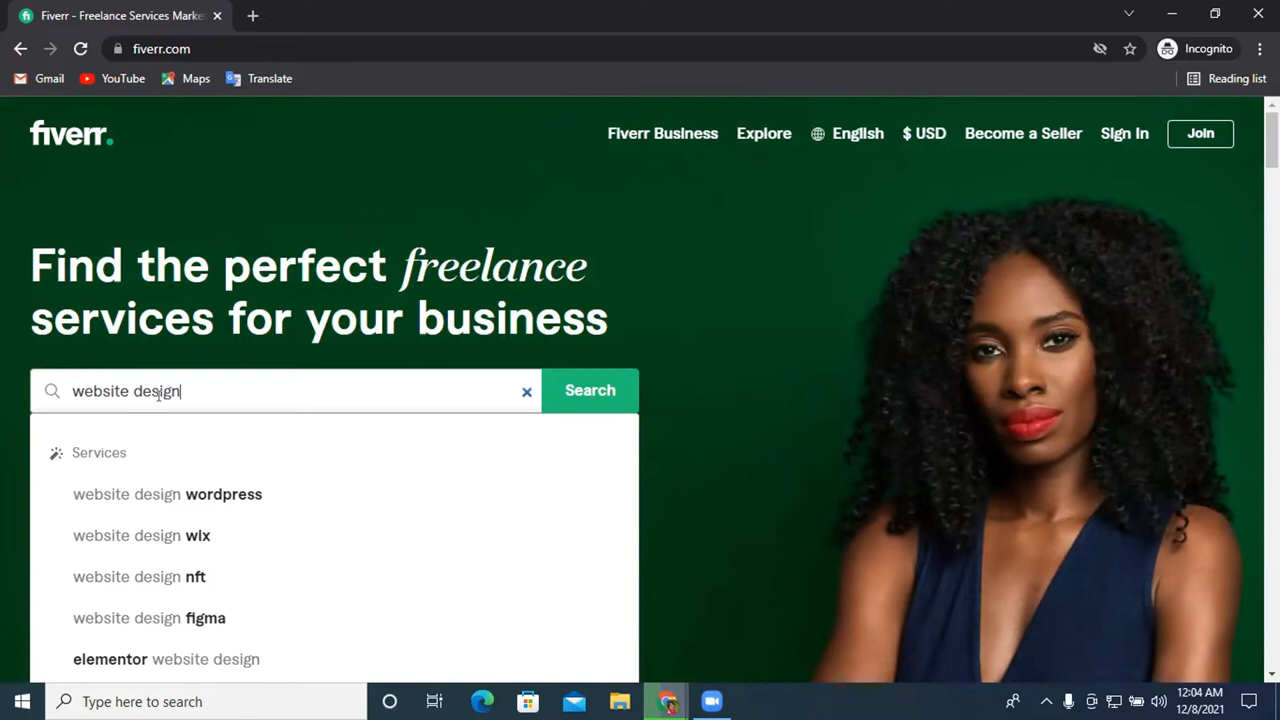 Fiverr - Freelance Services Marke
fiverr.com
Incognito
Gmail
YouTube
Maps
Translate
Reading list
fiverr.
Fiverr Business
Explore
English
$ USD
Become a Seller
Sign In
Join
Find the perfect freelance
services for your business
website design
Search
Services
website design wordpress
website design wix
website design nft
website design figma
elementor website design
Type here to search
12:04 AM
12/8/2021